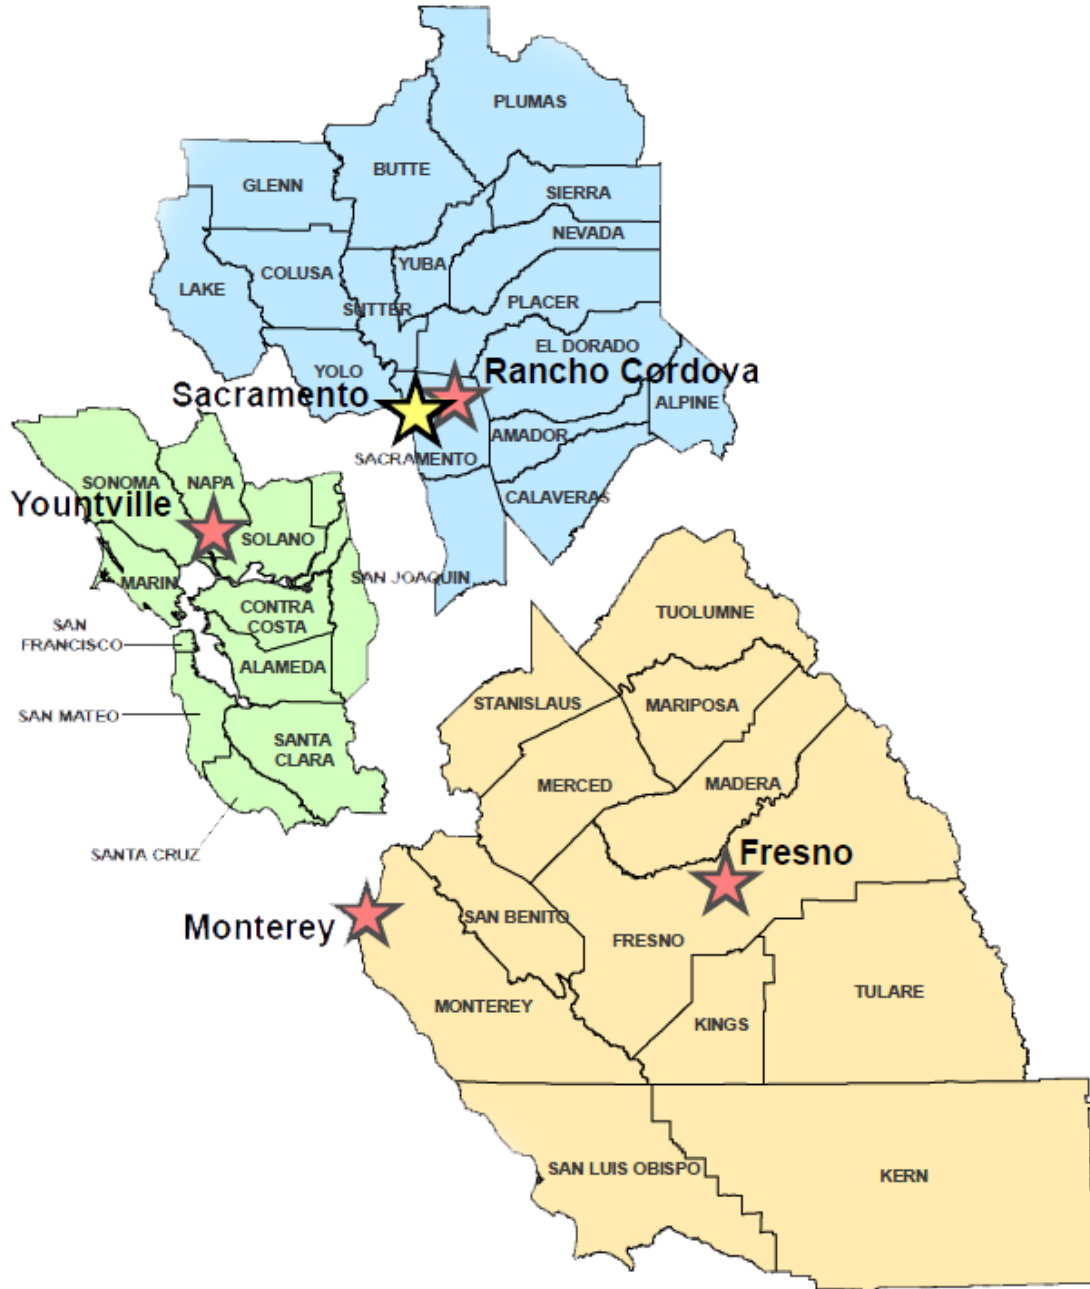 PLUMAS
BUTTE
GLENN
SIERRA
NEVADA
YUBA
COLUSA
LAKE
PLACER
SUTTER
EL DORADO
YOLO
Rancho Cordova
Sacramento
ALPINE
AMADOR
SACRAMENTO
CALAVERAS
SONOMA
NAPA
Yountville
SOLANO
SAN JOAQUIN
MARIN
CONTRA
COSTA
SAN
FRANCISCO
ALAMEDA
SAN MATEO
SANTA
CLARA
SANTA CRUZ
TUOLUMNE
STANISLAUS
MARIPOSA
MERCED
MADERA
Fresno
Monterey
SAN BENITO
FRESNO
MONTEREY
KINGS
TULARE
SAN LUIS OBISPO
KERN